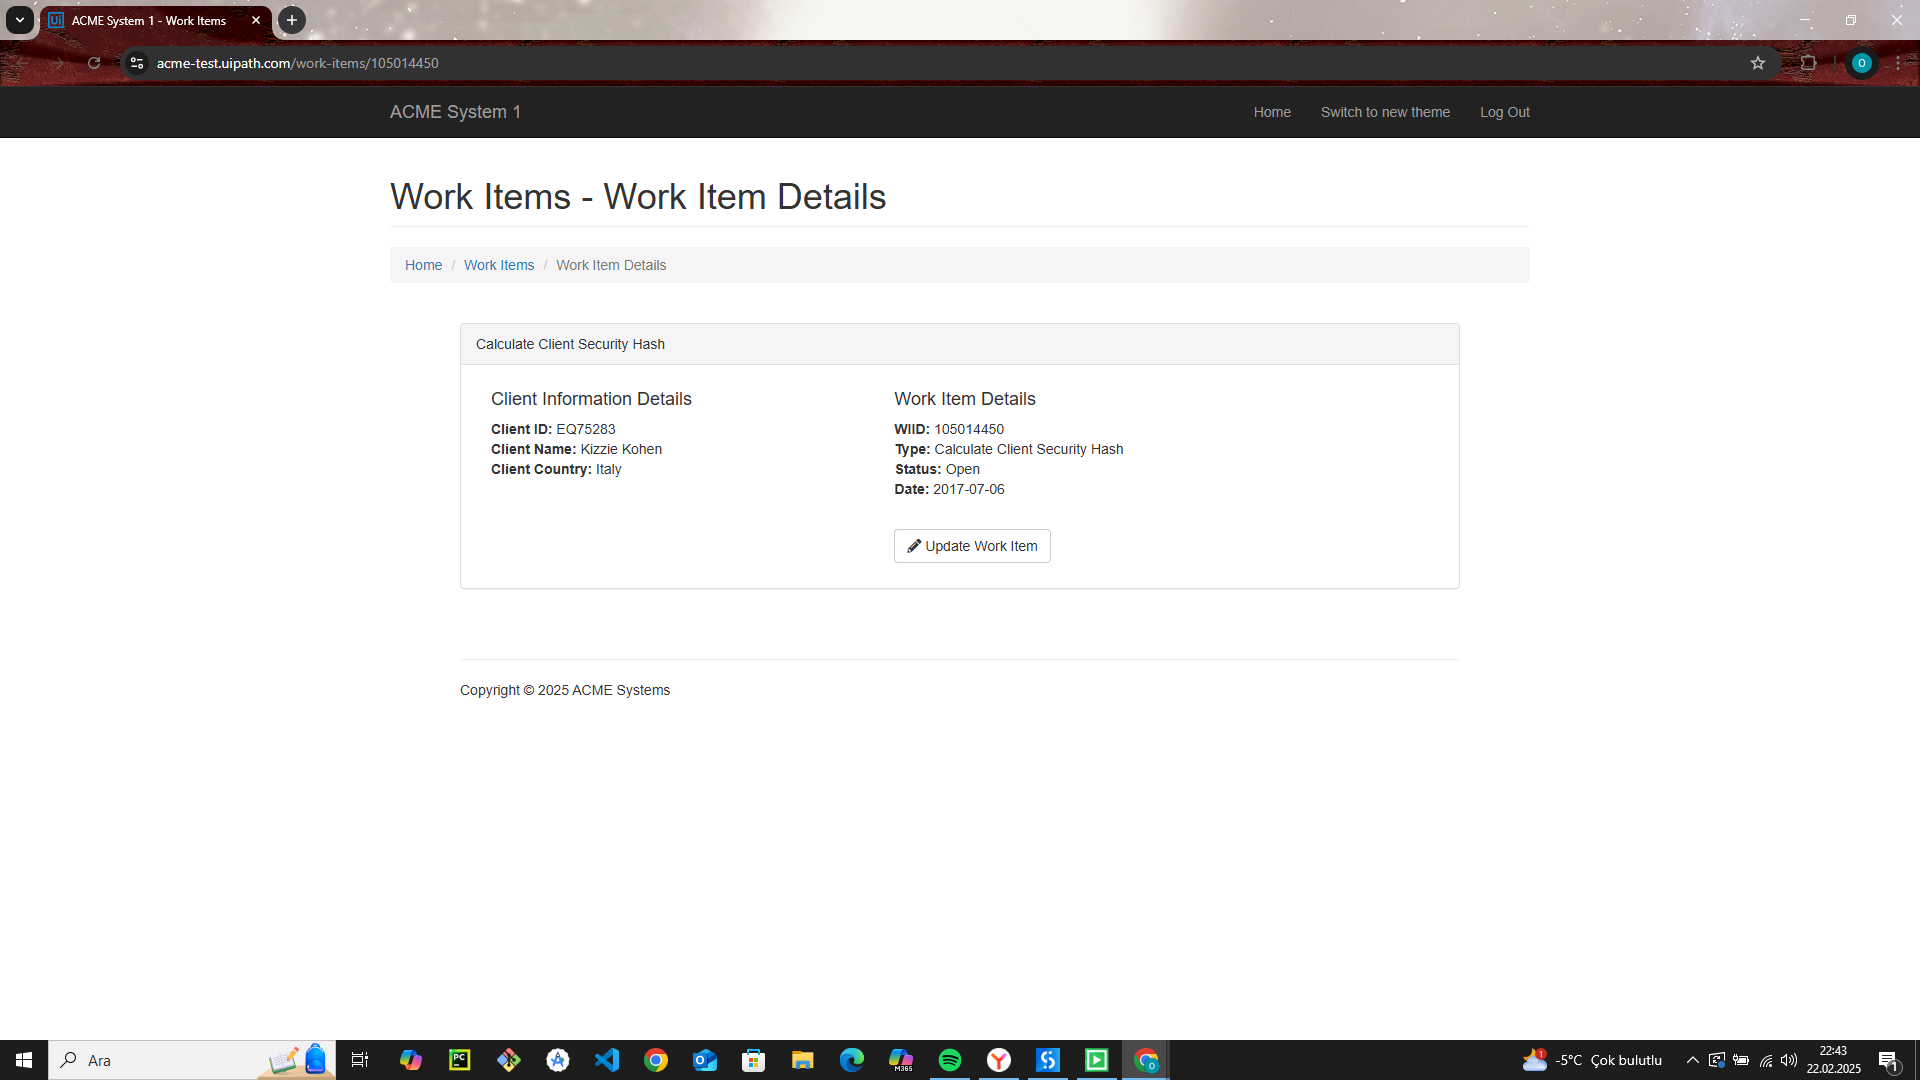 ACME System 1 - Work Items
acme-test.uipath.com/work-items/105014450
O
ACME System 1
Home
Switch to new theme
Log Out
Work Items - Work Item Details
Home / Work Items / Work Item Details
Calculate Client Security Hash
Client Information Details
Client ID: EQ75283
Client Name: Kizzie Kohen
Client Country: Italy
Work Item Details
WIID: 105014450
Type: Calculate Client Security Hash
Status: Open
Date: 2017-07-06
Update Work Item
Copyright © 2025 ACME Systems
Ara
-5°C Çok bulutlu
22:43
22.02.2025